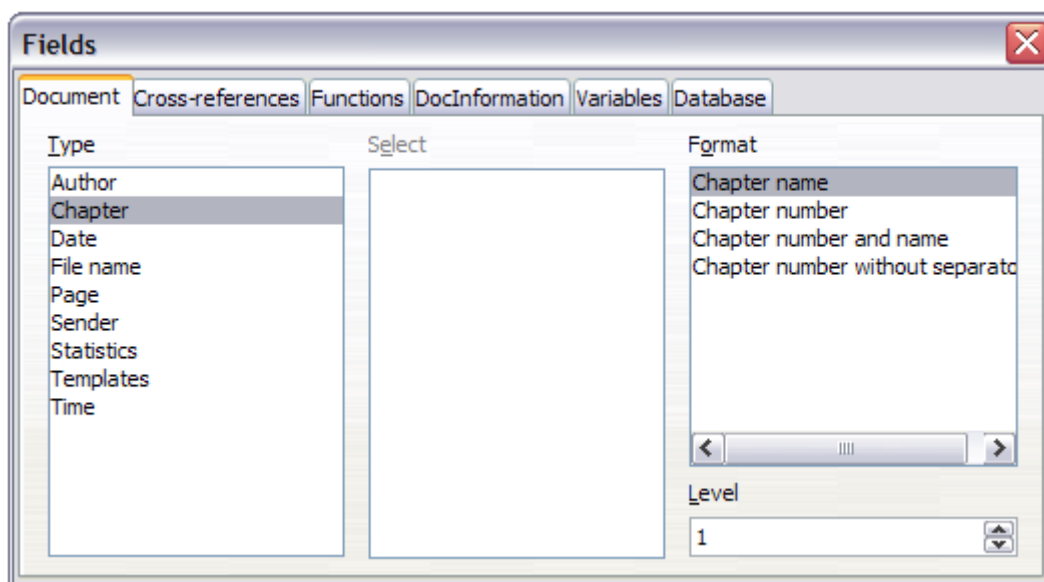 Fields
Document Cross-references Functions DocInformation Variables Database
Type
Author
Chapter
Date
File name
Page
Sender
Statistics
Templates
Time
Select
Format
Chapter name
Chapter number
Chapter number and name
Chapter number without separato
Level
1